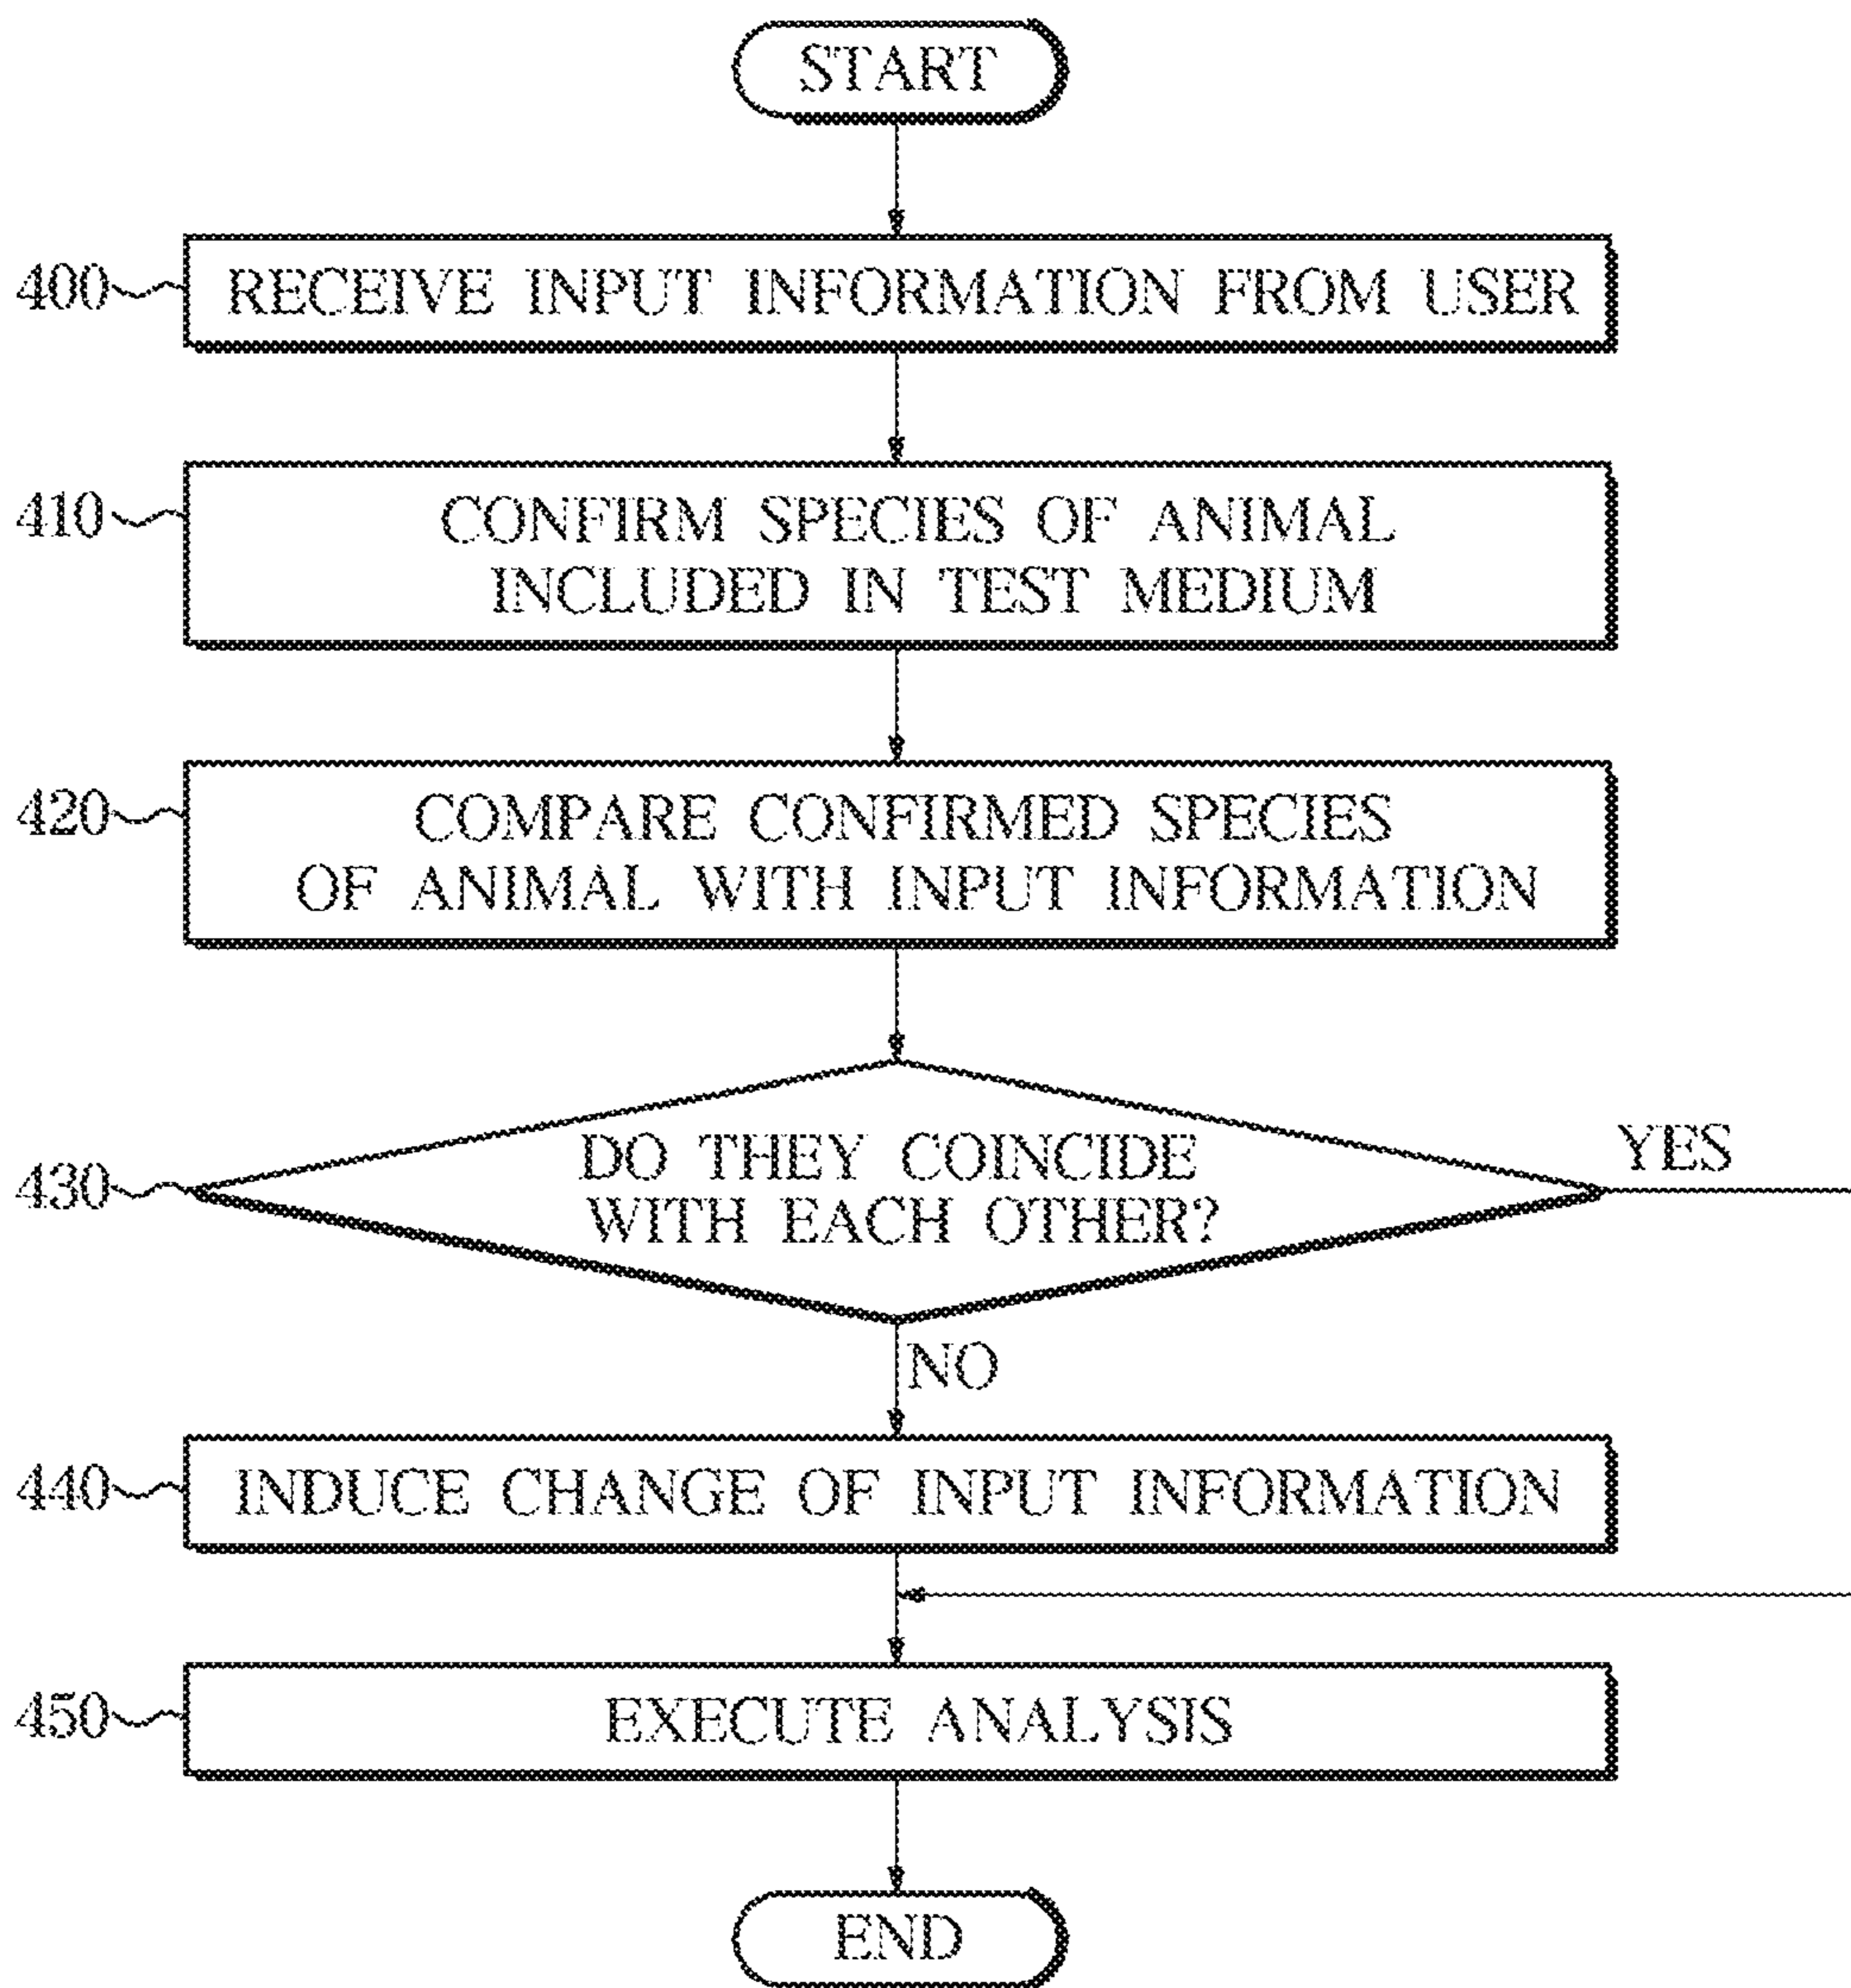 START
400 RECEIVE INPUT INFORMATION FROM USER
410 CONFIRM SPECIES OF ANIMAL
INCLUDED IN TEST MEDIUM
420 COMPARE CONFIRMED SPECIES
OF ANIMAL WITH INPUT INFORMATION
430 DO THEY COINCIDE
WITH EACH OTHER?
YES
NO
440 INDUCE CHANGE OF INPUT INFORMATION
450 EXECUTE ANALYSIS
END